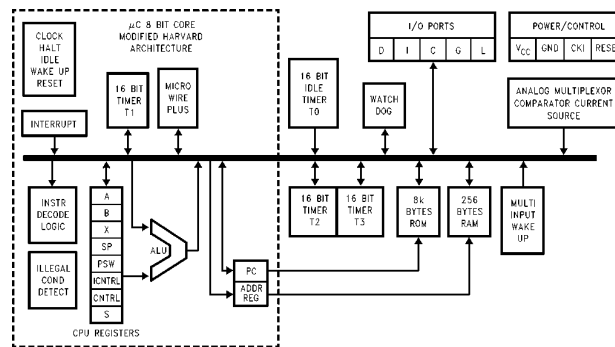 CLOCK
HALT
IDLE
WAKE UP
RESET
μC 8 BIT CORE
MODIFIED HARVARD
ARCHITECTURE
16 BIT
TIMER
T1
MICRO
WIRE
PLUS
INTERRUPT
16 BIT
IDLE
TIMER
T0
WATCH
DOG
I/O PORTS
D I C G L
POWER/CONTROL
VCC GND CKI RESE
ANALOG MULTIPLEXOR
COMPARATOR CURRENT
SOURCE
INSTR
DECODE
LOGIC
ILLEGAL
COND
DETECT
A
B
X
SP
PSW
ICNTRL
CNTRL
S
CPU REGISTERS
ALU
PC
ADDR
REG
16 BIT
TIMER
T2
16 BIT
TIMER
T3
8k
BYTES
ROM
256
BYTES
RAM
MULTI
INPUT
WAKE
UP